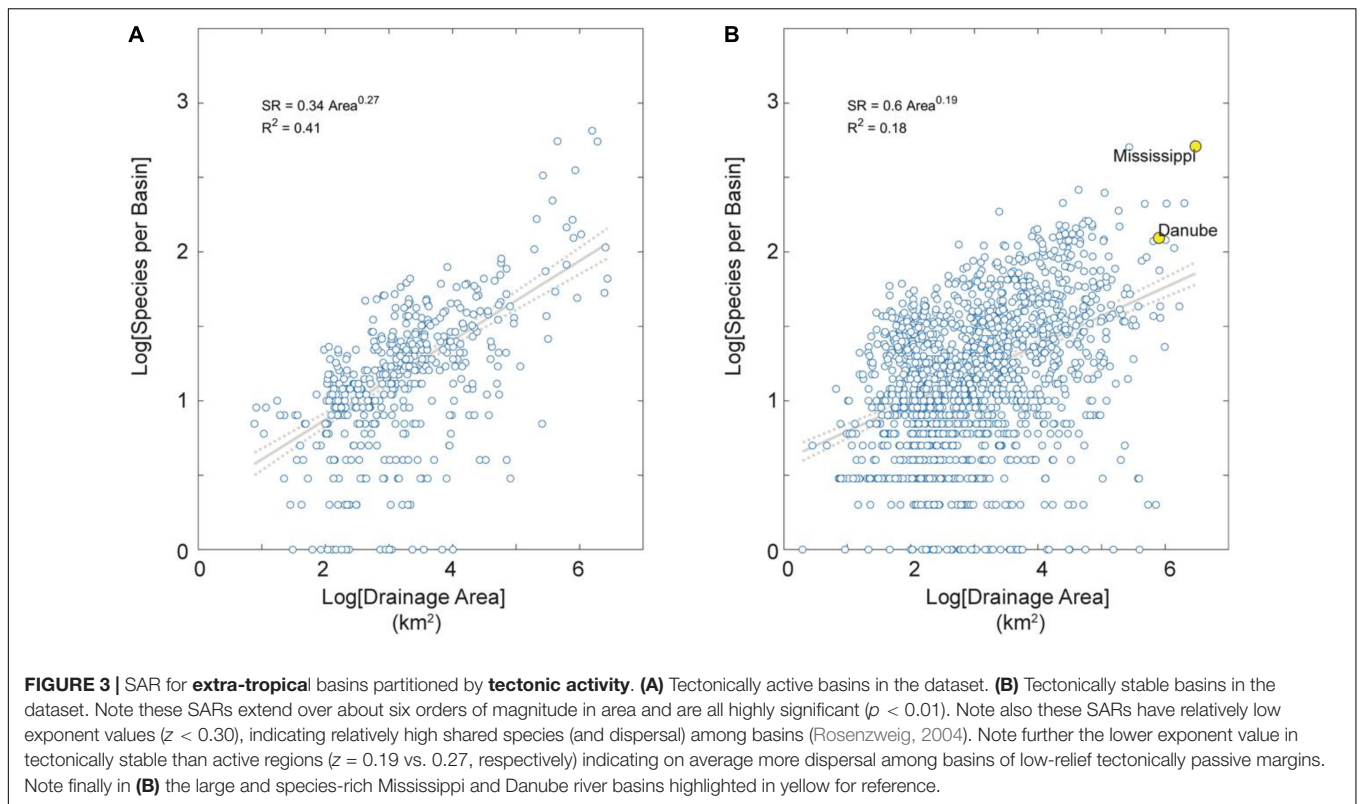 A
B
SR = 0.34 Area^0.27
R^2 = 0.41
3
2
1
0
0
2
4
6
Log[Species per Basin]
Log[Drainage Area]
(km²)
SR = 0.6 Area^0.19
R^2 = 0.18
Mississippi
Danube
3
2
1
0
0
2
4
6
Log[Species per Basin]
Log[Drainage Area]
(km²)
FIGURE 3 | SAR for extra-tropical basins partitioned by tectonic activity. (A) Tectonically active basins in the dataset. (B) Tectonically stable basins in the
dataset. Note these SARs extend over about six orders of magnitude in area and are all highly significant (p < 0.01). Note also these SARs have relatively low
exponent values (z < 0.30), indicating relatively high shared species (and dispersal) among basins (Rosenzweig, 2004). Note further the lower exponent value in
tectonically stable than active regions (z = 0.19 vs. 0.27, respectively) indicating on average more dispersal among basins of low-relief tectonically passive margins.
Note finally in (B) the large and species-rich Mississippi and Danube river basins highlighted in yellow for reference.